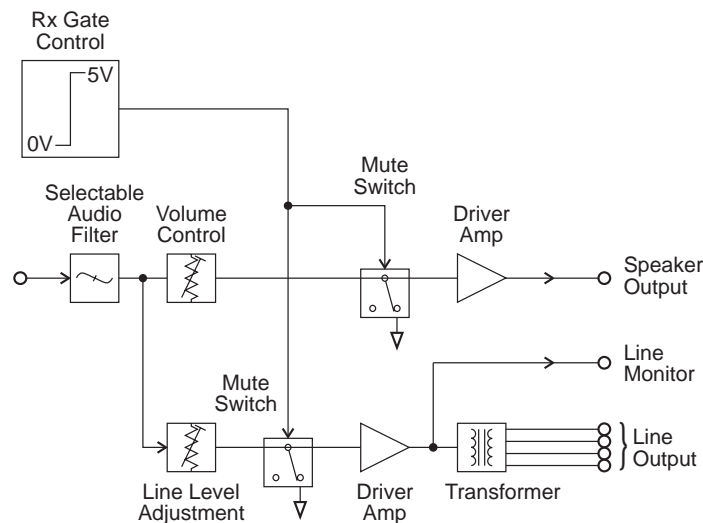 Rx Gate
Control
5V
0V
Selectable
Audio
Filter
Volume
Control
Mute
Switch
Driver
Amp
Speaker
Output
Line
Monitor
Mute
Switch
Line Level
Adjustment
Driver
Amp
Transformer
Line
Output